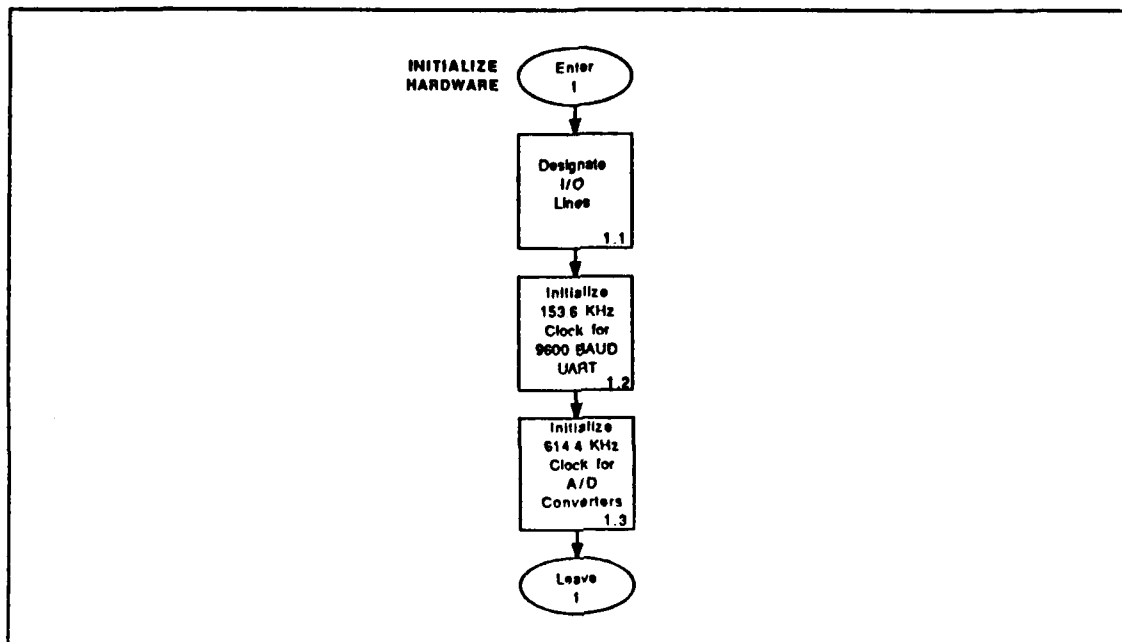 INITIALIZE
HARDWARE
Enter
1
Designate
I/O
Lines
1.1
Initialize
153.6 KHz
Clock for
9600 BAUD
UART
1.2
Initialize
614.4 KHz
Clock for
A/D
Converters
1.3
Leave
1